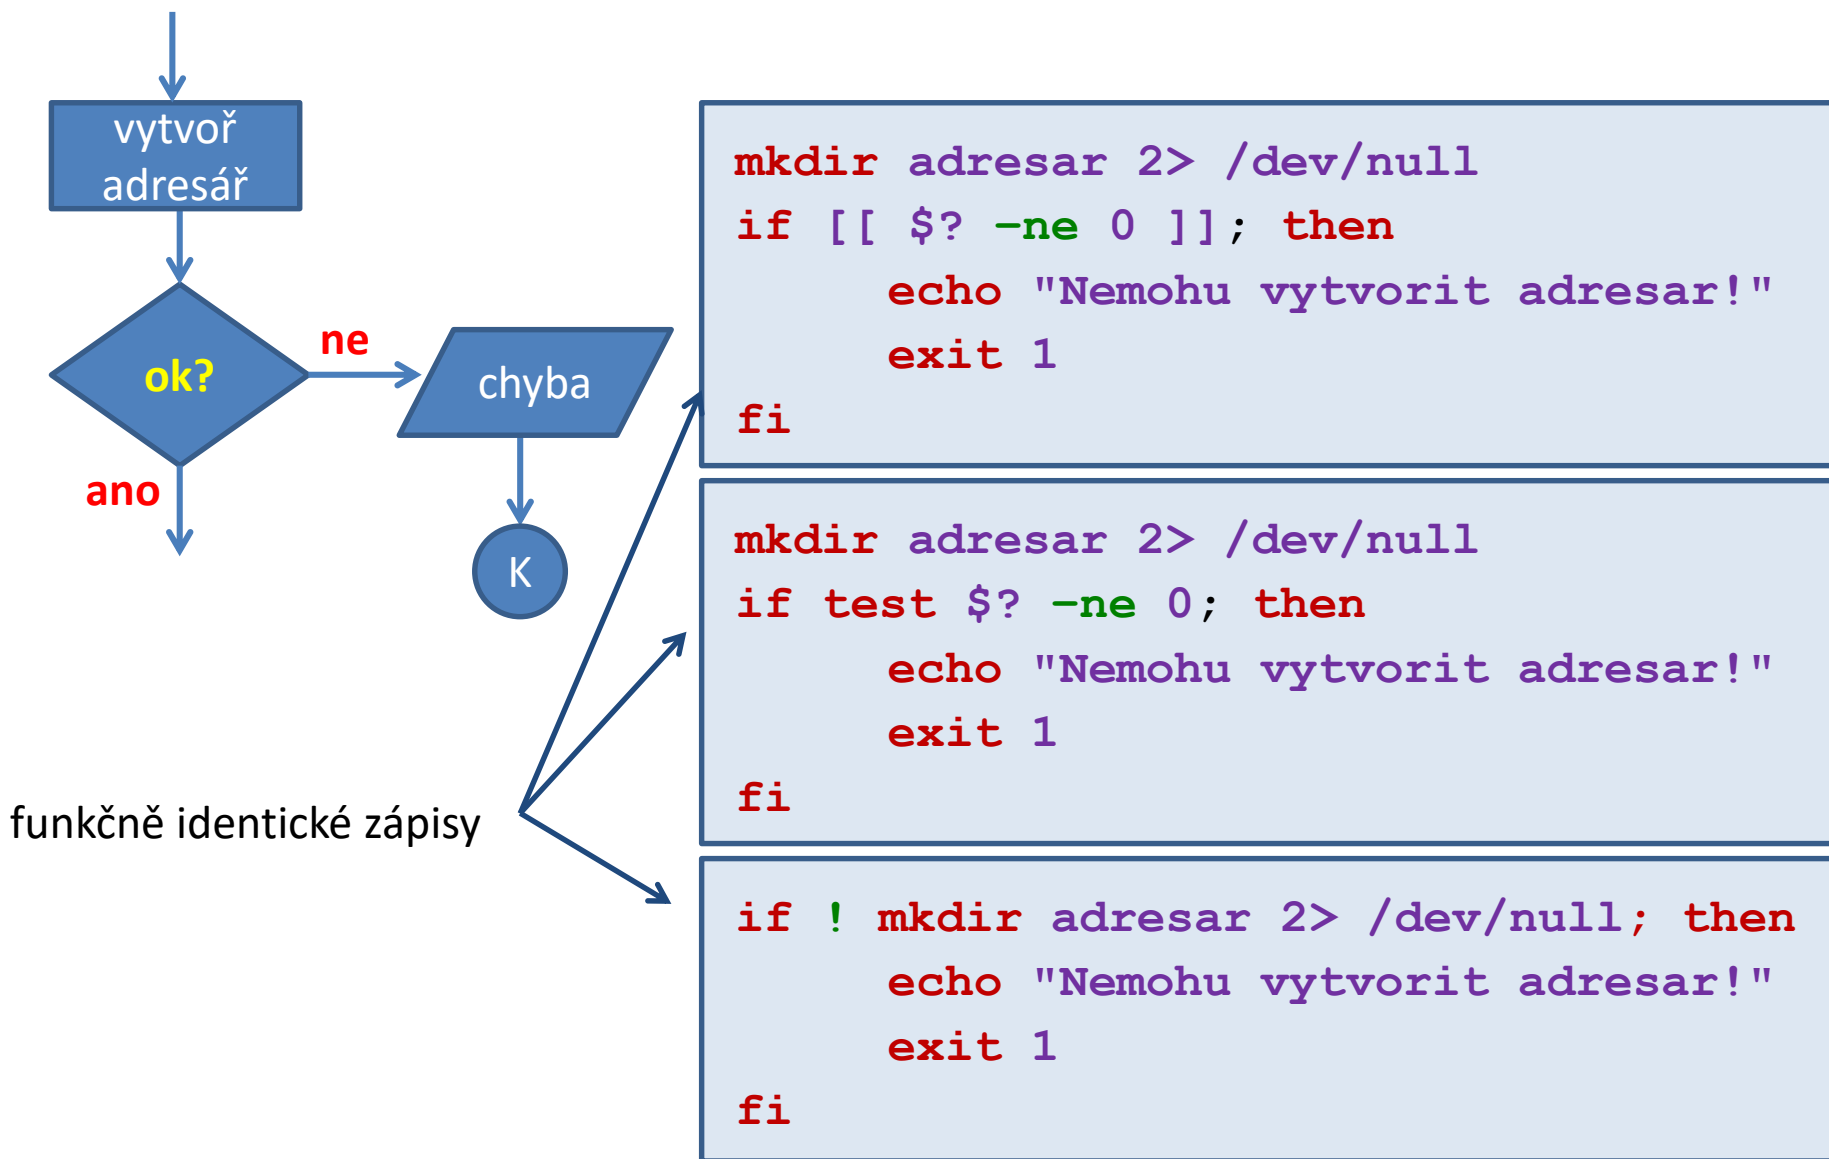 vytvoř
adresář
ok?
ne
chyba
ano
K
funkčně identické zápisy
mkdir adresar 2> /dev/null
if [[ $? –ne 0 ]]; then
echo "Nemohu vytvorit adresar!"
exit 1
fi
mkdir adresar 2> /dev/null
if test $? –ne 0; then
echo "Nemohu vytvorit adresar!"
exit 1
fi
if ! mkdir adresar 2> /dev/null; then
echo "Nemohu vytvorit adresar!"
exit 1
fi